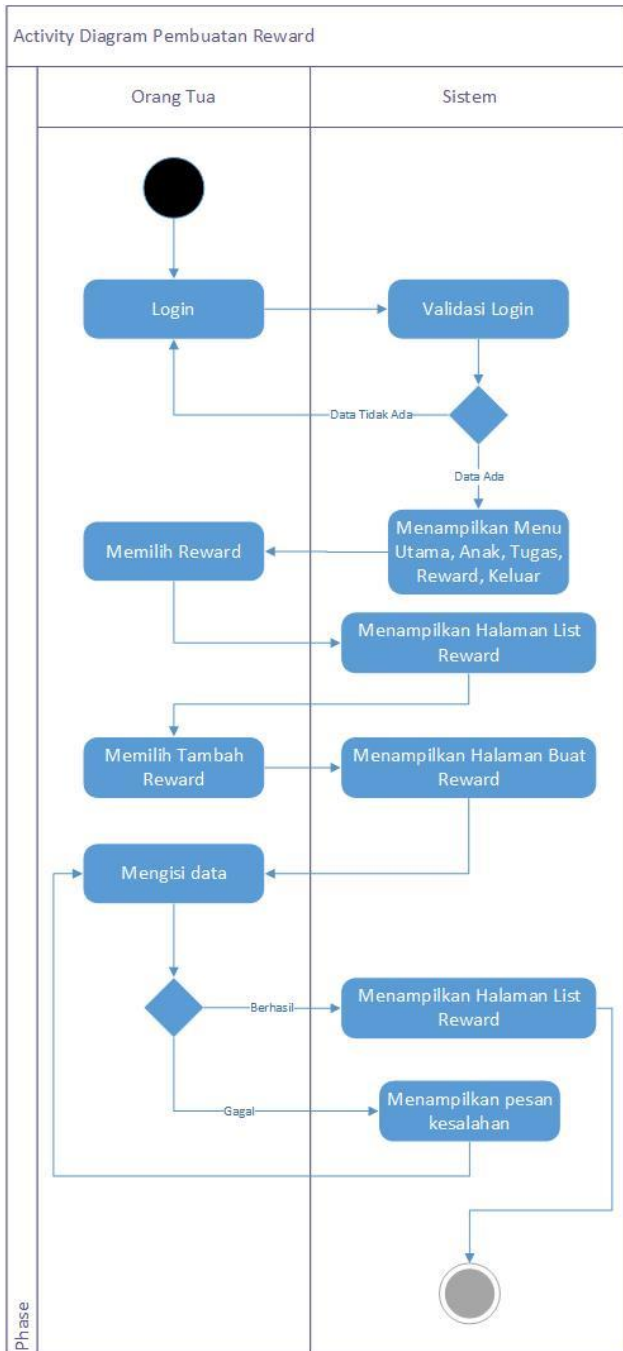 Activity Diagram Pembuatan Reward
Orang Tua
Sistem
Login
Validasi Login
Data Tidak Ada
Data Ada
Memilih Reward
Menampilkan Menu
Utama, Anak, Tugas,
Reward, Keluar
Menampilkan Halaman List
Reward
Memilih Tambah
Reward
Menampilkan Halaman Buat
Reward
Mengisi data
Berhasil
Menampilkan Halaman List
Reward
Gagal
Menampilkan pesan
kesalahan
Phase